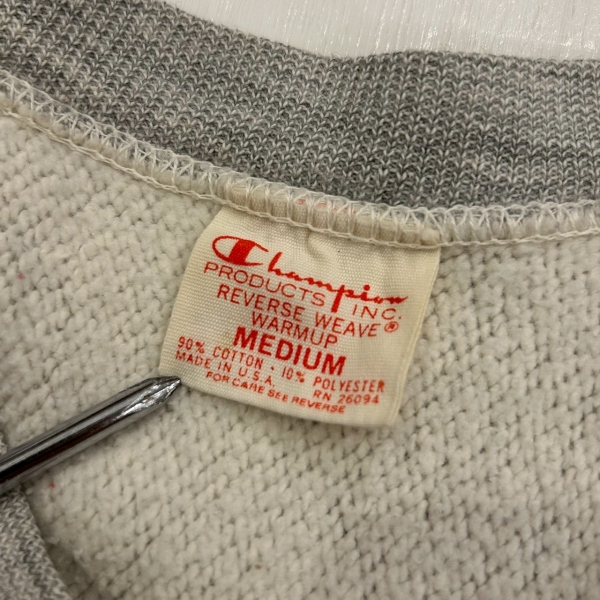 Champion
PRODUCTS INC.
REVERSE WEAVE®
WARMUP
MEDIUM
90% COTTON · 10% POLYESTER
MADE IN U.S.A. RN 26094
FOR CARE SEE REVERSE